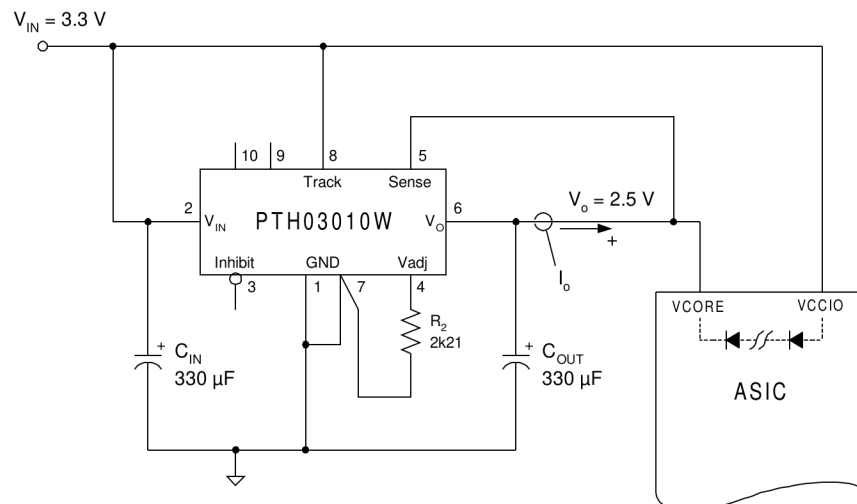 V_IN = 3.3 V
10 9 8 5
Track Sense
2 V_IN PTH03010W V_O 6
V_o = 2.5 V
+
I_o
Inhibit GND Vadj
3 1 7 4
VCORE VCCIO
R_2
2k21
+ C_IN
330 µF
+ C_OUT
330 µF
ASIC